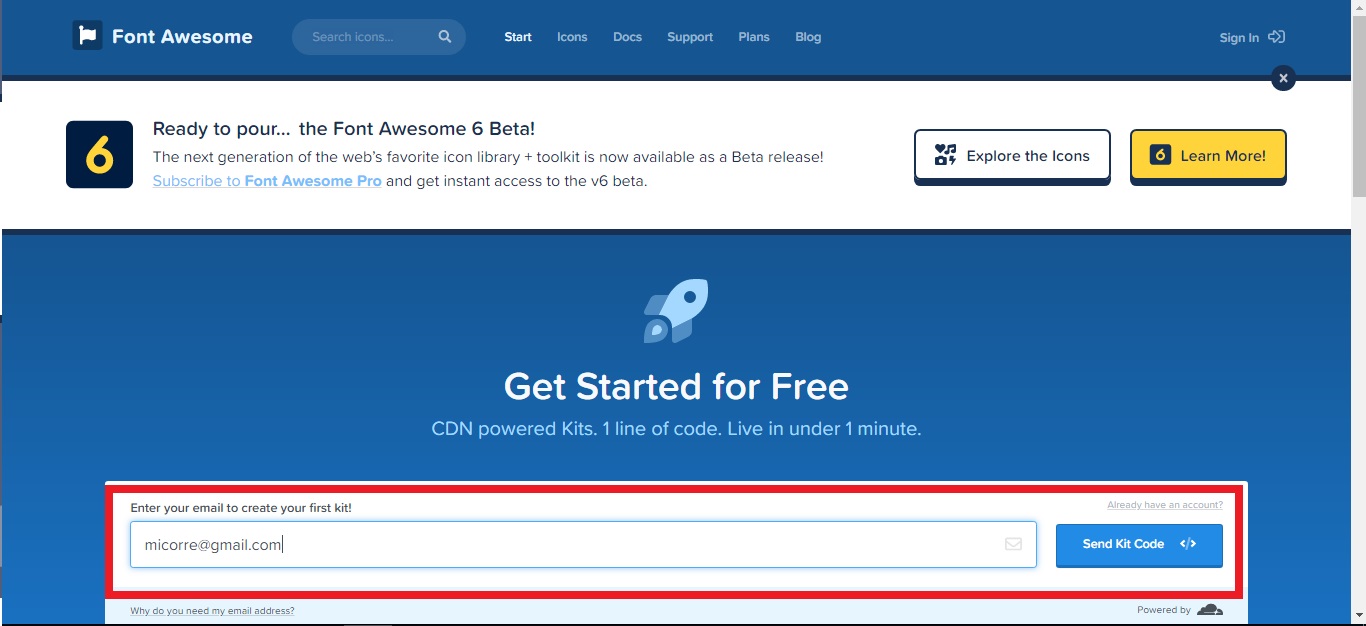 Font Awesome
Search icons...
Start Icons Docs Support Plans Blog
Sign In
x
6
Ready to pour... the Font Awesome 6 Beta!
The next generation of the web's favorite icon library + toolkit is now available as a Beta release!
Subscribe to Font Awesome Pro and get instant access to the v6 beta.
Explore the Icons
6 Learn More!
Get Started for Free
CDN powered Kits. 1 line of code. Live in under 1 minute.
Enter your email to create your first kit!
Already have an account?
micorre@gmail.com
Send Kit Code </>
Why do you need my email address?
Powered by